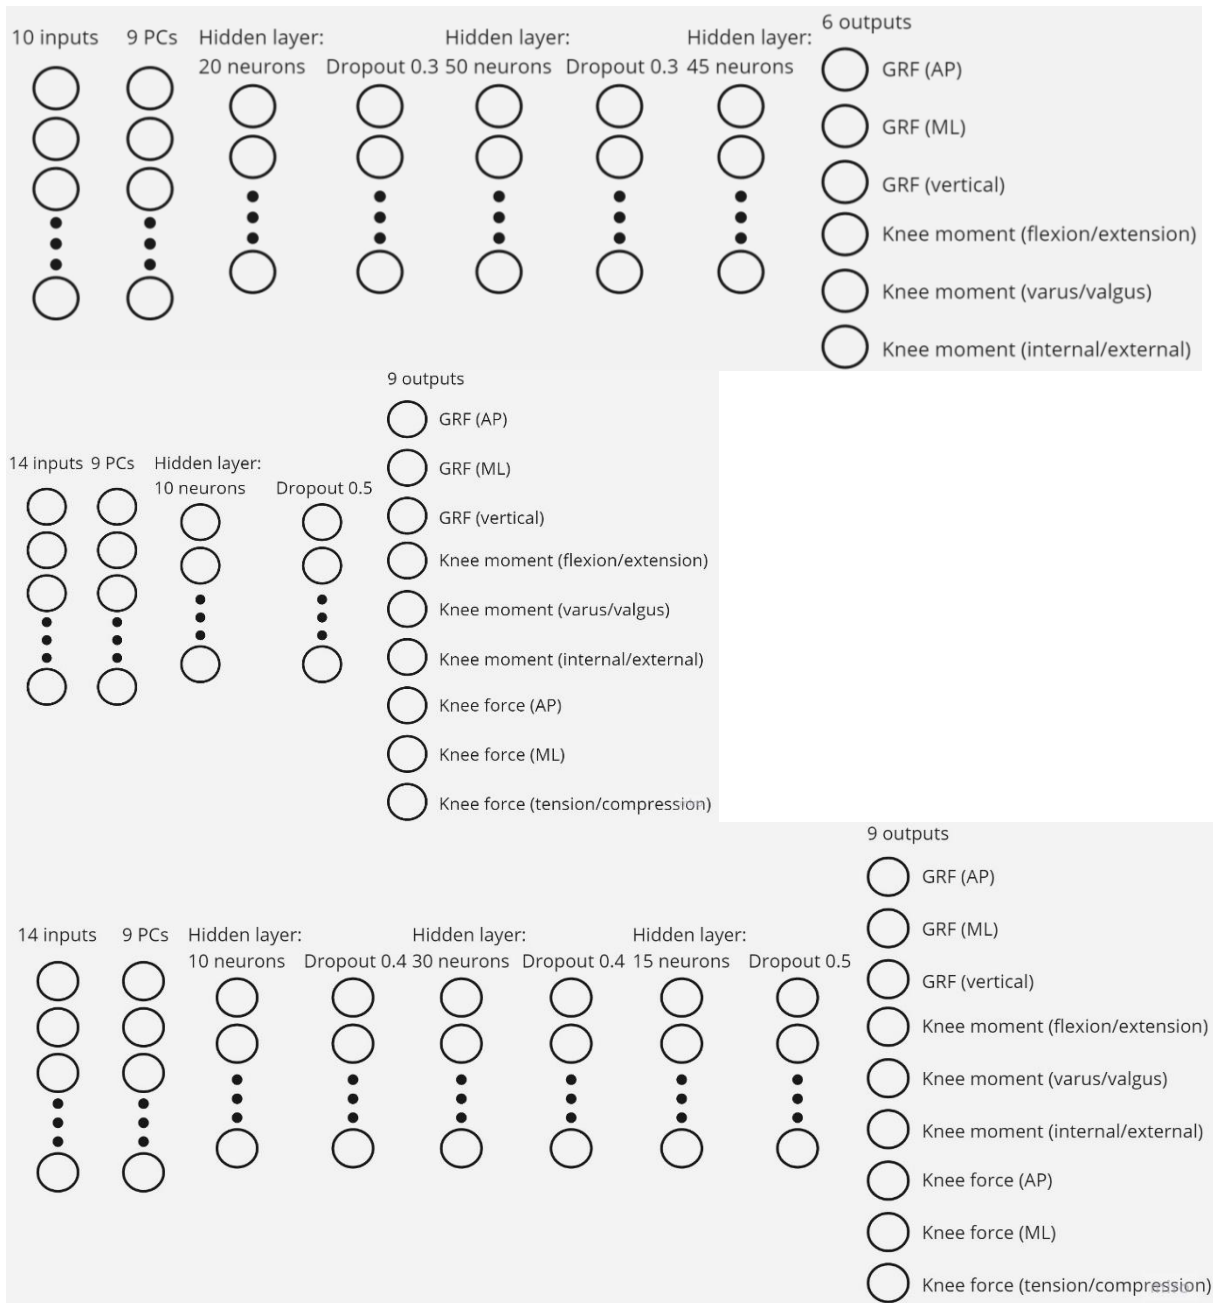 6 outputs
10 inputs 9 PCs Hidden layer: Hidden layer: Hidden layer:
20 neurons Dropout 0.3 50 neurons Dropout 0.3 45 neurons
GRF (AP)
GRF (ML)
GRF (vertical)
Knee moment (flexion/extension)
Knee moment (varus/valgus)
Knee moment (internal/external)
9 outputs
GRF (AP)
14 inputs 9 PCs Hidden layer:
10 neurons Dropout 0.5
GRF (ML)
GRF (vertical)
Knee moment (flexion/extension)
Knee moment (varus/valgus)
Knee moment (internal/external)
Knee force (AP)
Knee force (ML)
Knee force (tension/compression)
9 outputs
14 inputs 9 PCs Hidden layer: Hidden layer: Hidden layer:
10 neurons Dropout 0.4 30 neurons Dropout 0.4 15 neurons Dropout 0.5
GRF (AP)
GRF (ML)
GRF (vertical)
Knee moment (flexion/extension)
Knee moment (varus/valgus)
Knee moment (internal/external)
Knee force (AP)
Knee force (ML)
Knee force (tension/compression)